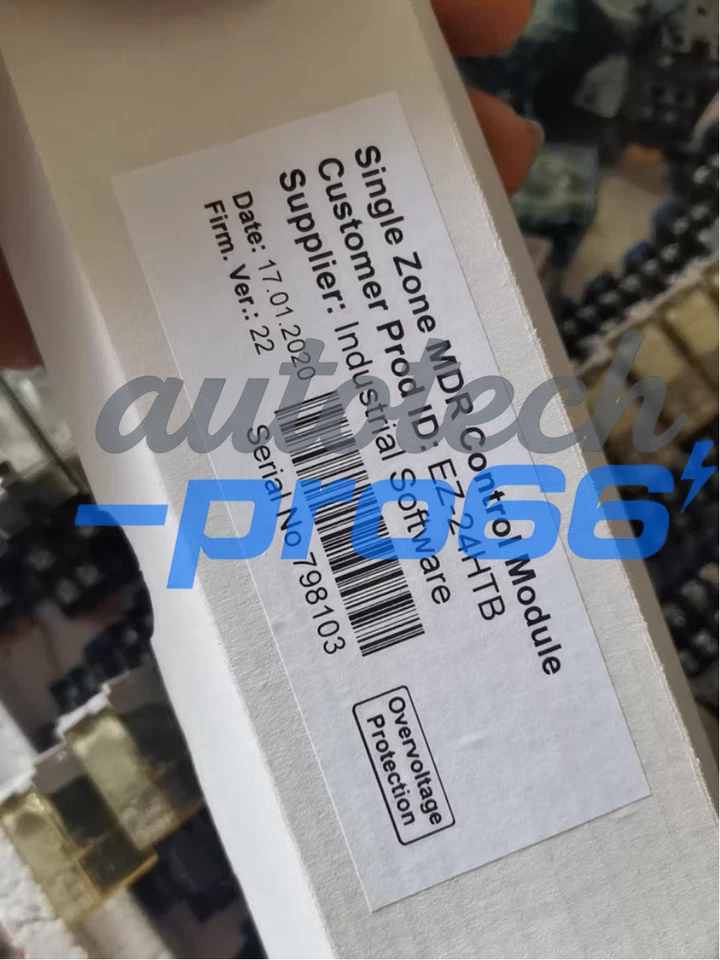 Single Zone MDR Control Module
Customer Prod ID: EZ-24HTB
Supplier: Industrial Software
Date: 17.01.2020
Firm. Ver.: 22
Serial No 798103
Overvoltage
Protection
autotech
-pro66'